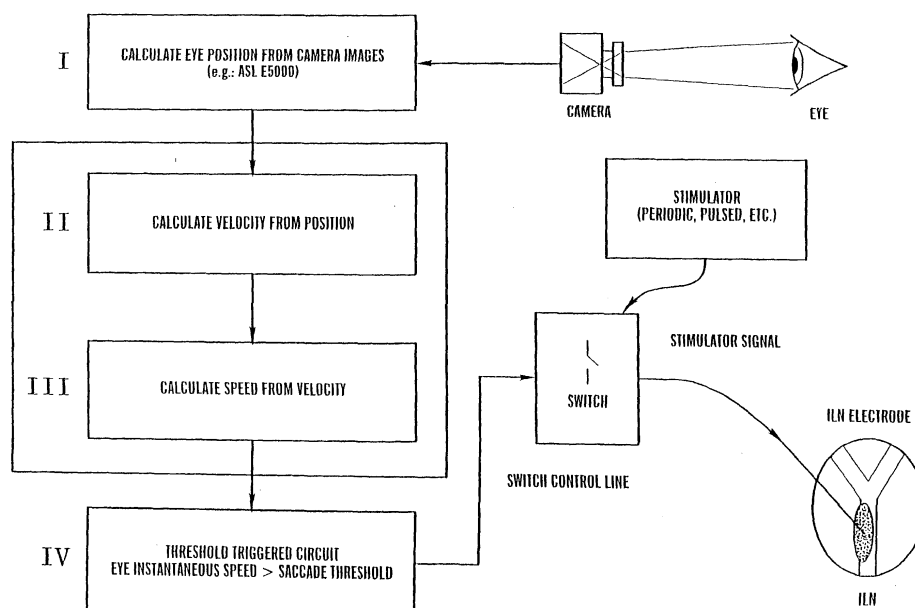 I
CALCULATE EYE POSITION FROM CAMERA IMAGES
(e.g.: ASL E5000)
CAMERA
EYE
II
CALCULATE VELOCITY FROM POSITION
STIMULATOR
(PERIODIC, PULSED, ETC.)
III
CALCULATE SPEED FROM VELOCITY
SWITCH
STIMULATOR SIGNAL
ILN ELECTRODE
SWITCH CONTROL LINE
IV
THRESHOLD TRIGGERED CIRCUIT
EYE INSTANTANEOUS SPEED > SACCADE THRESHOLD
ILN